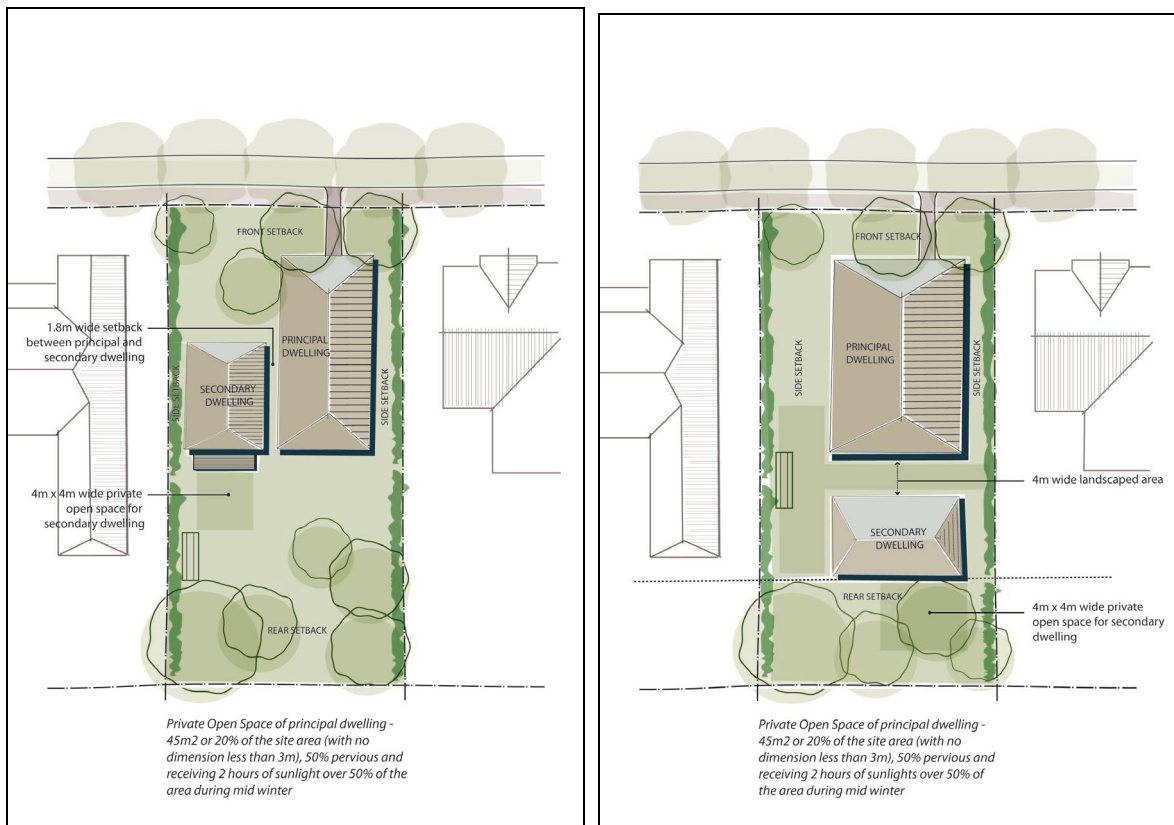 FRONT SETBACK
1.8m wide setback
between principal and
secondary dwelling
PRINCIPAL
DWELLING
SIDE SETBACK
SECONDARY
DWELLING
SIDE SETBACK
4m x 4m wide private
open space for
secondary dwelling
REAR SETBACK
Private Open Space of principal dwelling -
45m2 or 20% of the site area (with no
dimension less than 3m), 50% pervious and
receiving 2 hours of sunlight over 50% of the
area during mid winter
FRONT SETBACK
PRINCIPAL
DWELLING
SIDE SETBACK
SIDE SETBACK
4m wide landscaped area
SECONDARY
DWELLING
REAR SETBACK
4m x 4m wide private
open space for secondary
dwelling
Private Open Space of principal dwelling -
45m2 or 20% of the site area (with no
dimension less than 3m), 50% pervious and
receiving 2 hours of sunlights over 50% of
the area during mid winter